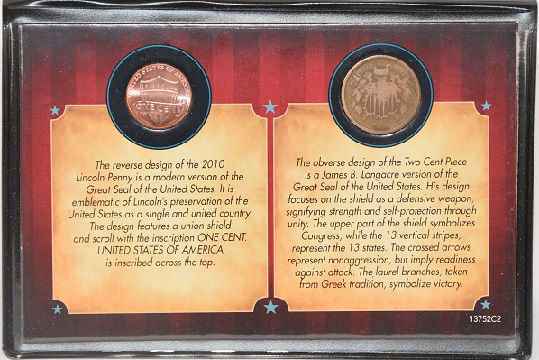 UNITED STATES OF AMERICA
ONE CENT
The reverse design of the 2010
Lincoln Penny is a modern version of the
Great Seal of the United States. It is
emblematic of Lincoln's preservation of the
United States as a single and united country.
The design features a union shield
and scroll with the inscription ONE CENT.
UNITED STATES OF AMERICA
is inscribed across the top.
The obverse design of the Two Cent Piece
is a James B. Longacre version of the
Great Seal of the United States. His design
focuses on the shield as a defensive weapon,
signifying strength and self-protection through
unity. The upper part of the shield symbolizes
Congress, while the 13 vertical stripes,
represent the 13 states. The crossed arrows
represent nonaggression, but imply readiness
against attack. The laurel branches, taken
from Greek tradition, symbolize victory.
13752C2